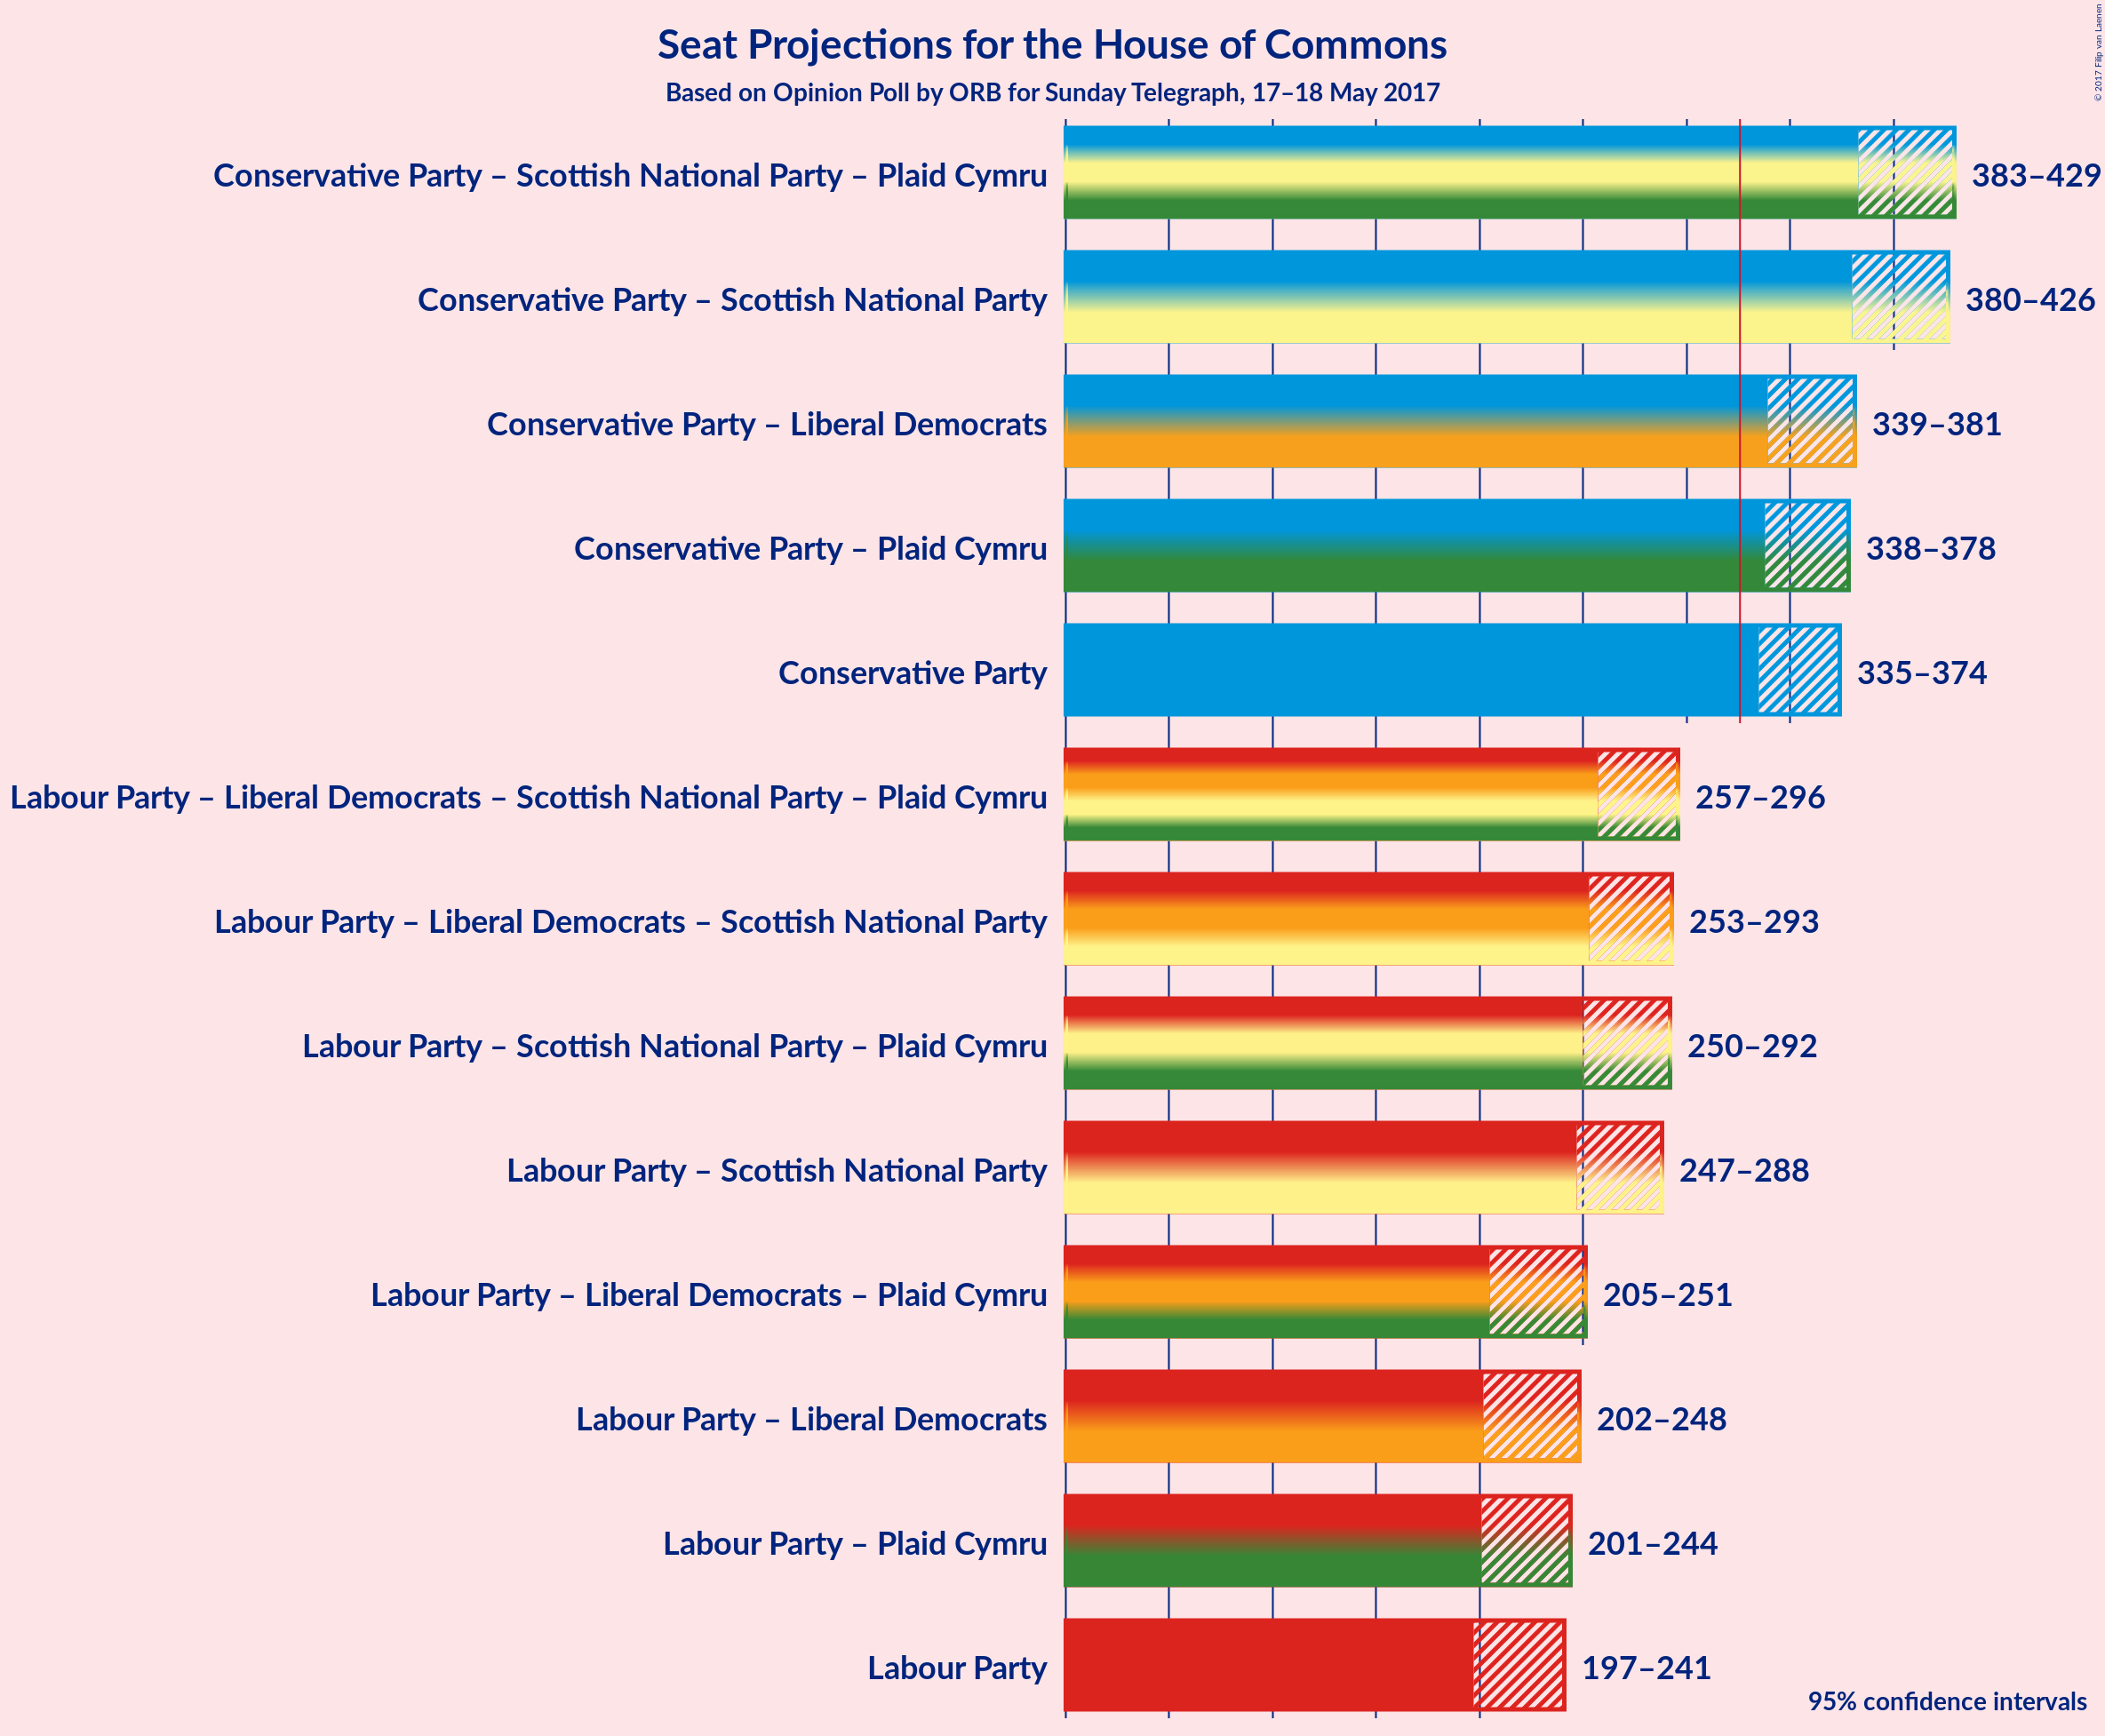 © 2017 Filip van Laenen
Seat Projections for the House of Commons
Based on Opinion Poll by ORB for Sunday Telegraph, 17–18 May 2017
Conservative Party – Scottish National Party – Plaid Cymru 383–429
Conservative Party – Scottish National Party 380–426
Conservative Party – Liberal Democrats 339–381
Conservative Party – Plaid Cymru 338–378
Conservative Party 335–374
Labour Party – Liberal Democrats – Scottish National Party – Plaid Cymru 257–296
Labour Party – Liberal Democrats – Scottish National Party 253–293
Labour Party – Scottish National Party – Plaid Cymru 250–292
Labour Party – Scottish National Party 247–288
Labour Party – Liberal Democrats – Plaid Cymru 205–251
Labour Party – Liberal Democrats 202–248
Labour Party – Plaid Cymru 201–244
Labour Party 197–241
95% confidence intervals